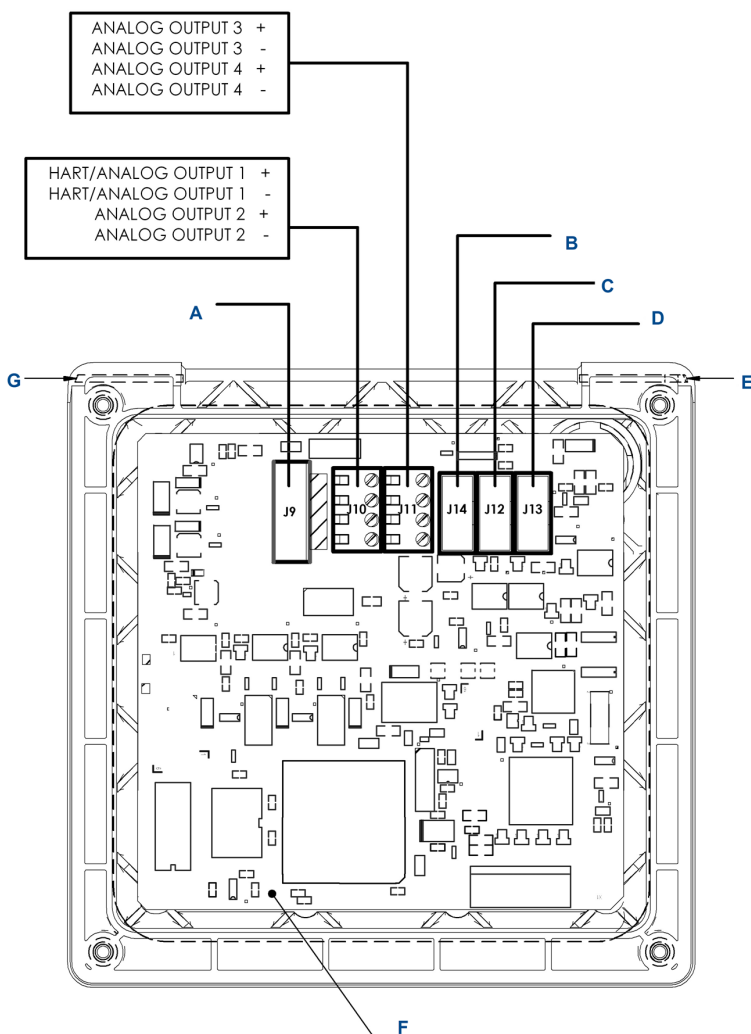 ANALOG OUTPUT 3 +
ANALOG OUTPUT 3 -
ANALOG OUTPUT 4 +
ANALOG OUTPUT 4 -
HART/ANALOG OUTPUT 1 +
HART/ANALOG OUTPUT 1 -
ANALOG OUTPUT 2 +
ANALOG OUTPUT 2 -
B
C
A
D
G
E
J9
J10
J11
J14
J12
J13
F